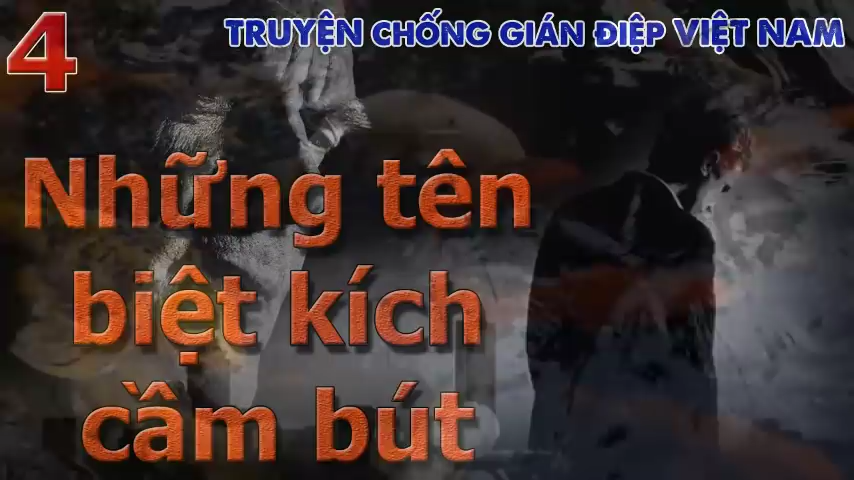 4
TRUYỆN CHỐNG GIÁN ĐIỆP VIỆT NAM
Những tên
biệt kích
cầm bút